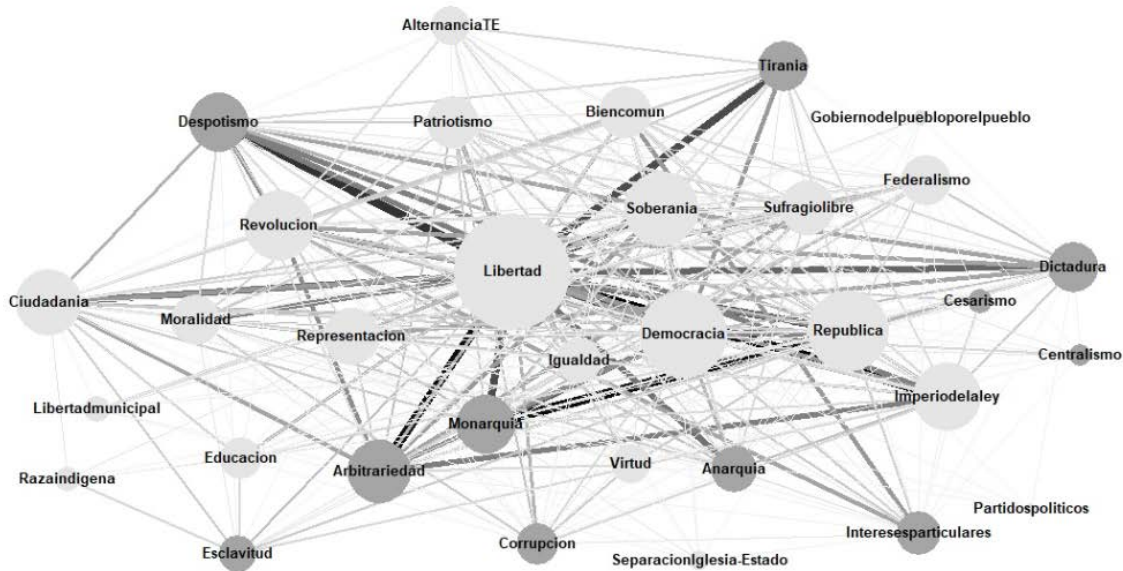 AlternanciaTE
Tirania
Despotismo
Patriotismo
Biencomun
Gobiernodelpuebloporelpueblo
Federalismo
Revolucion
Soberania
Sufragiolibre
Libertad
Dictadura
Ciudadania
Cesarismo
Moralidad
Representacion
Democracia
Republica
Igualdad
Centralismo
Imperiodelaley
Libertadmunicipal
Monarquia
Educacion
Arbitrariedad
Virtud
Anarquia
Razaindigena
Partidospoliticos
Interesesparticulares
Esclavitud
Corrupcion
SeparacionIglesia-Estado